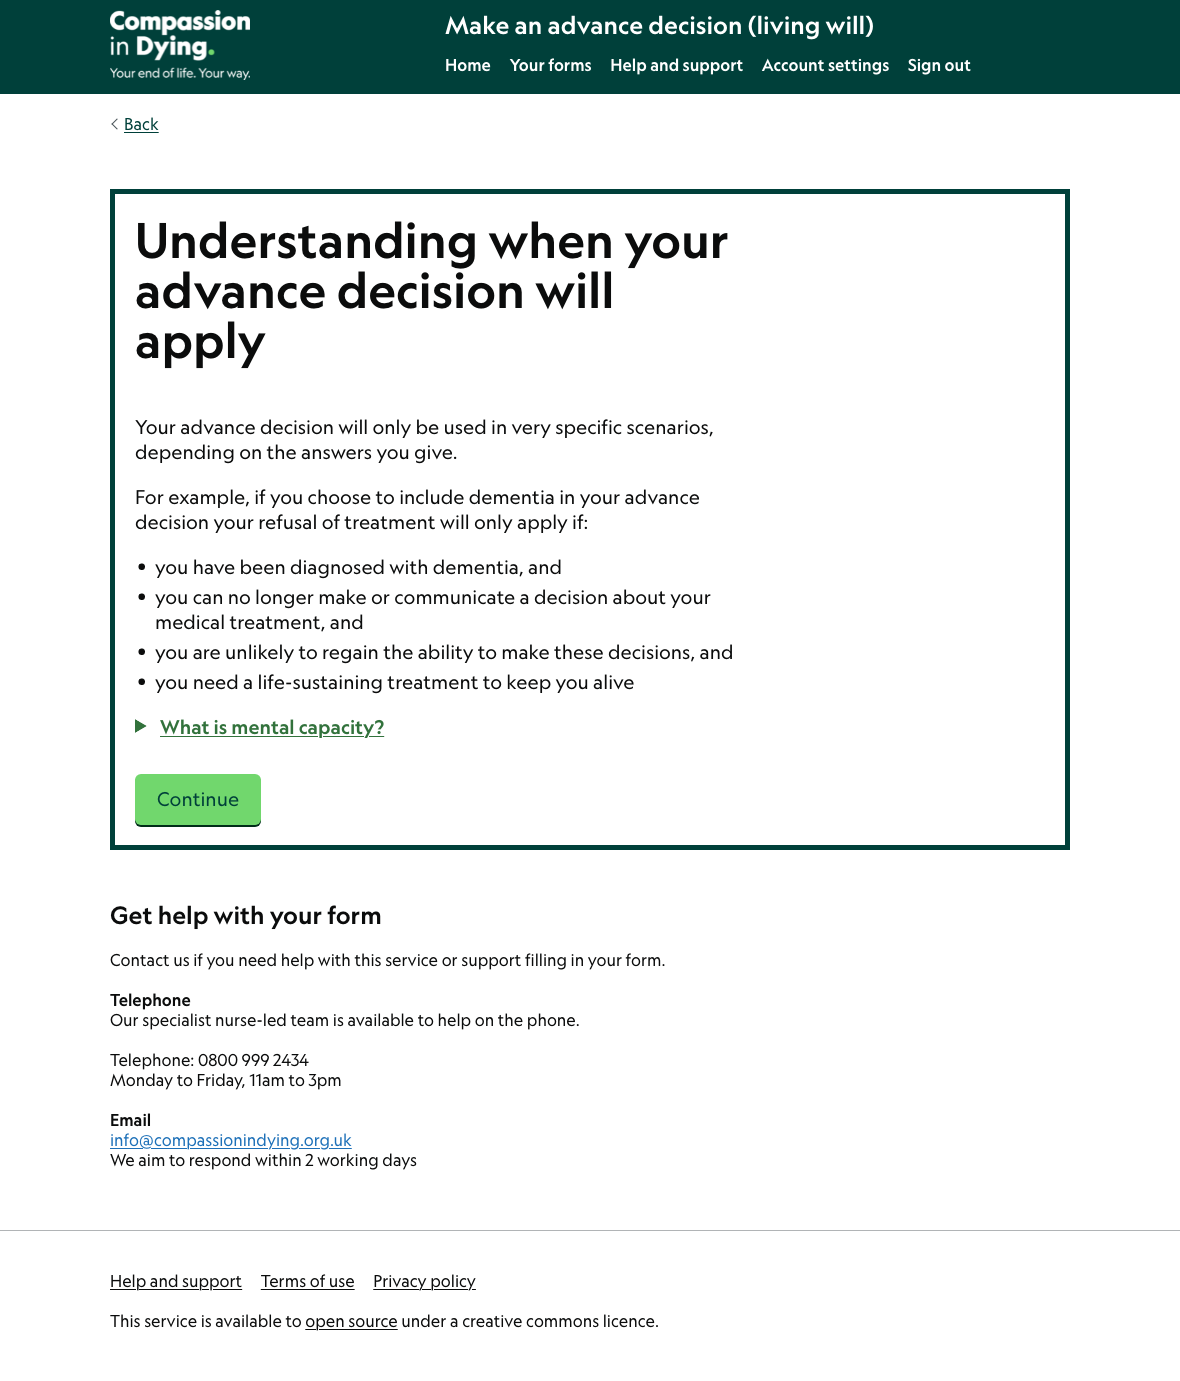 Compassion
in Dying.
Your end of life. Your way.
Make an advance decision (living will)
Home Your forms Help and support Account settings Sign out
Back
Understanding when your
advance decision will
apply
Your advance decision will only be used in very specific scenarios,
depending on the answers you give.
For example, if you choose to include dementia in your advance
decision your refusal of treatment will only apply if:
• you have been diagnosed with dementia, and
• you can no longer make or communicate a decision about your
medical treatment, and
• you are unlikely to regain the ability to make these decisions, and
• you need a life-sustaining treatment to keep you alive
What is mental capacity?
Continue
Get help with your form
Contact us if you need help with this service or support filling in your form.
Telephone
Our specialist nurse-led team is available to help on the phone.
Telephone: 0800 999 2434
Monday to Friday, 11am to 3pm
Email
info@compassionindying.org.uk
We aim to respond within 2 working days
Help and support Terms of use Privacy policy
This service is available to open source under a creative commons licence.